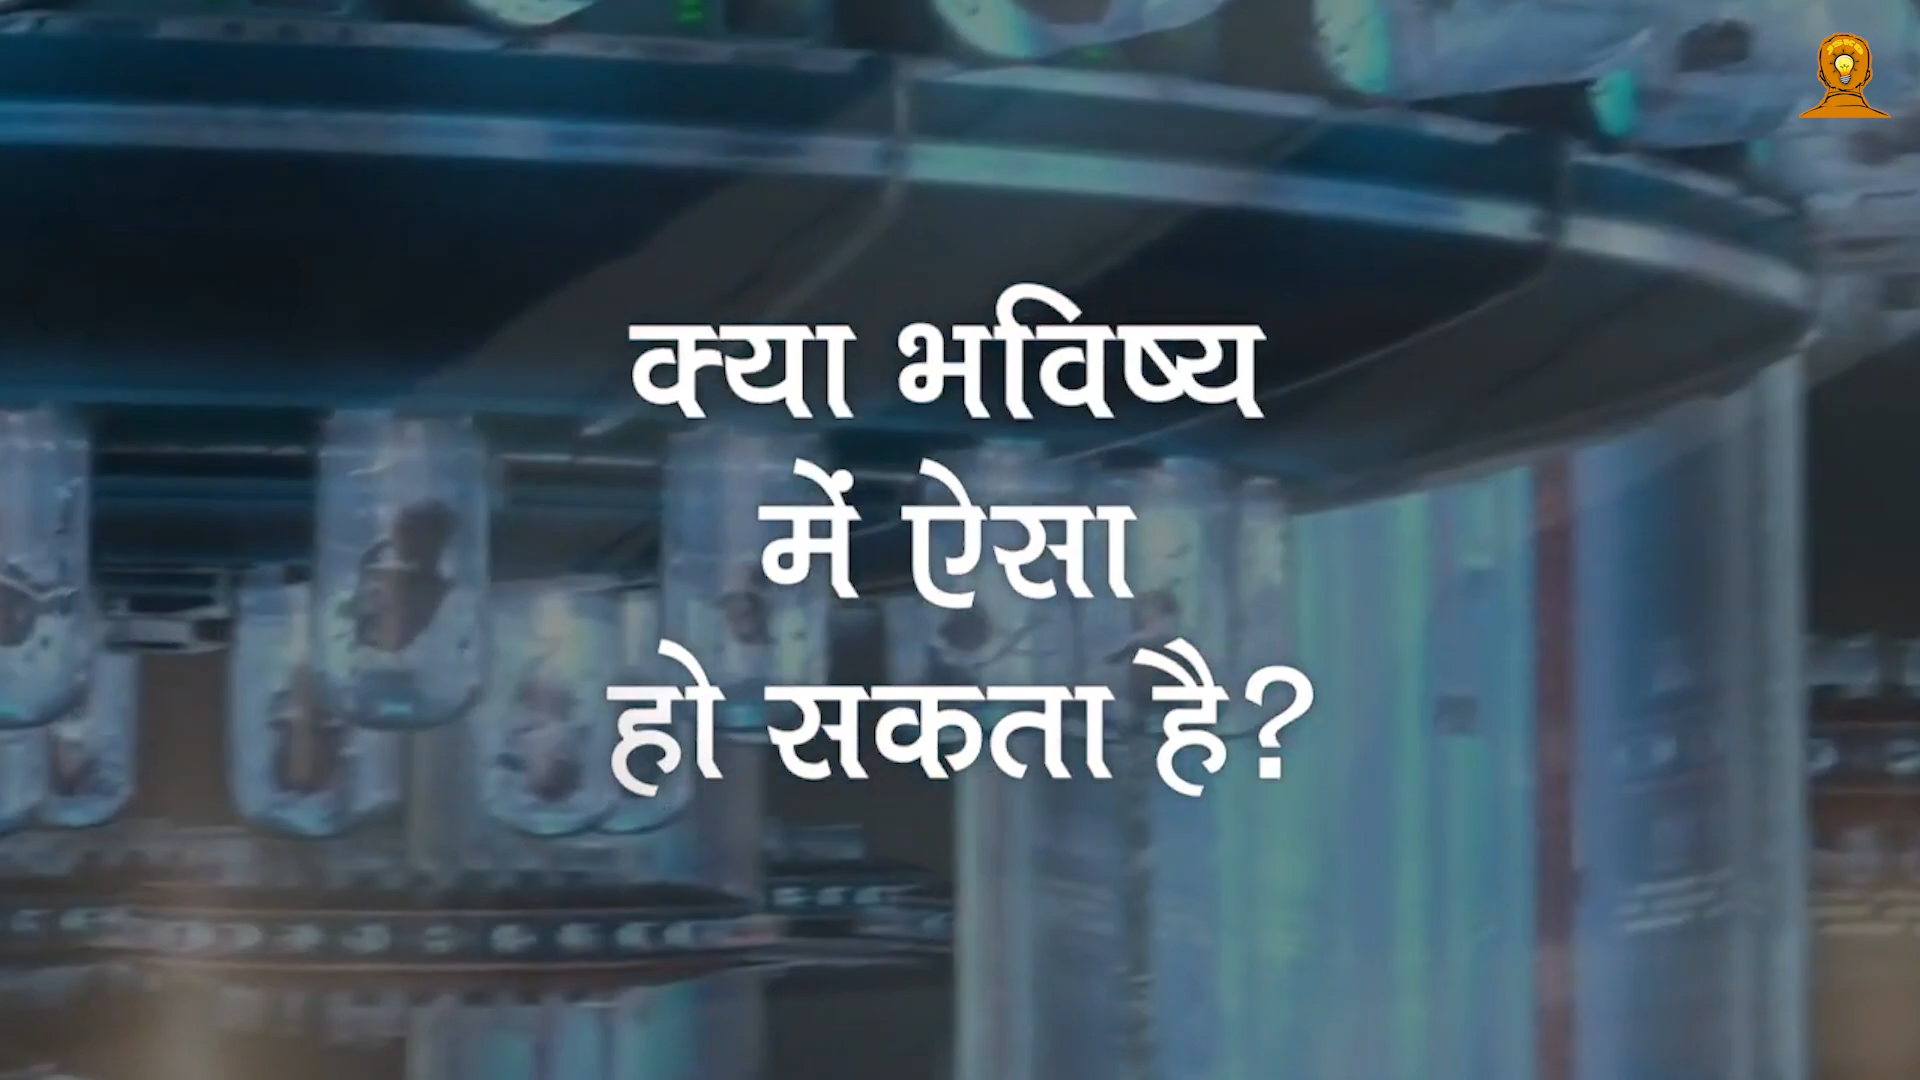 क्या भविष्य
में ऐसा
हो सकता है?